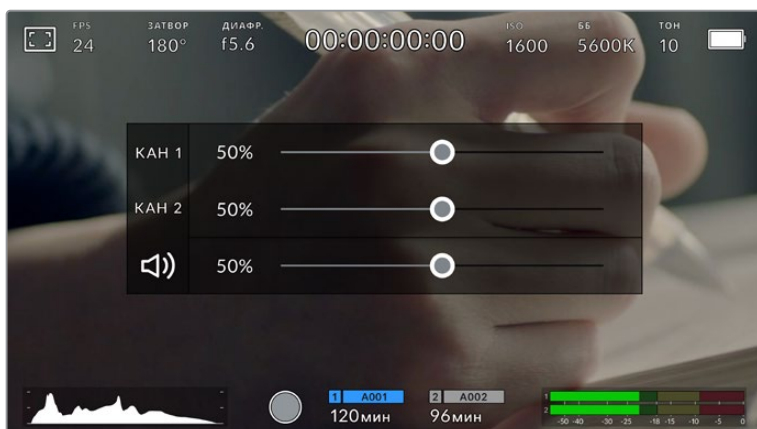 FPS ЗАТВОР ДИАФР. ISO ББ ТОН
24 180° f5.6 00:00:00:00 1600 5600K 10
КАН 1 50%
КАН 2 50%
50%
1 A001 2 A002
120мин 96мин
1
2
-50 -40 -30 -25 -18 -15 -10 -5 0